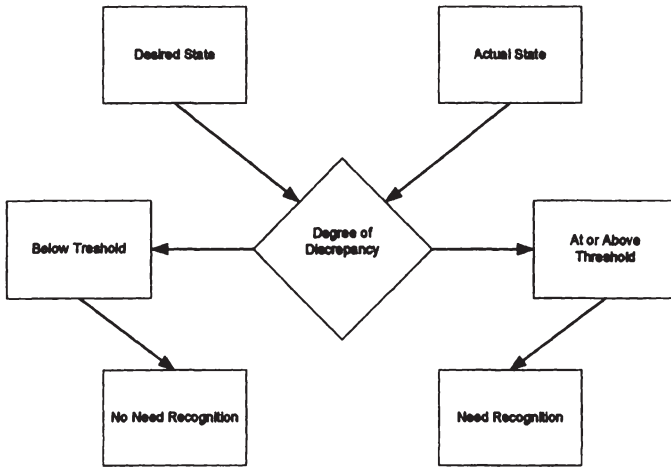 Desired State
Actual State
Degree of
Discrepancy
Below Treshold
At or Above
Threshold
No Need Recognition
Need Recognition